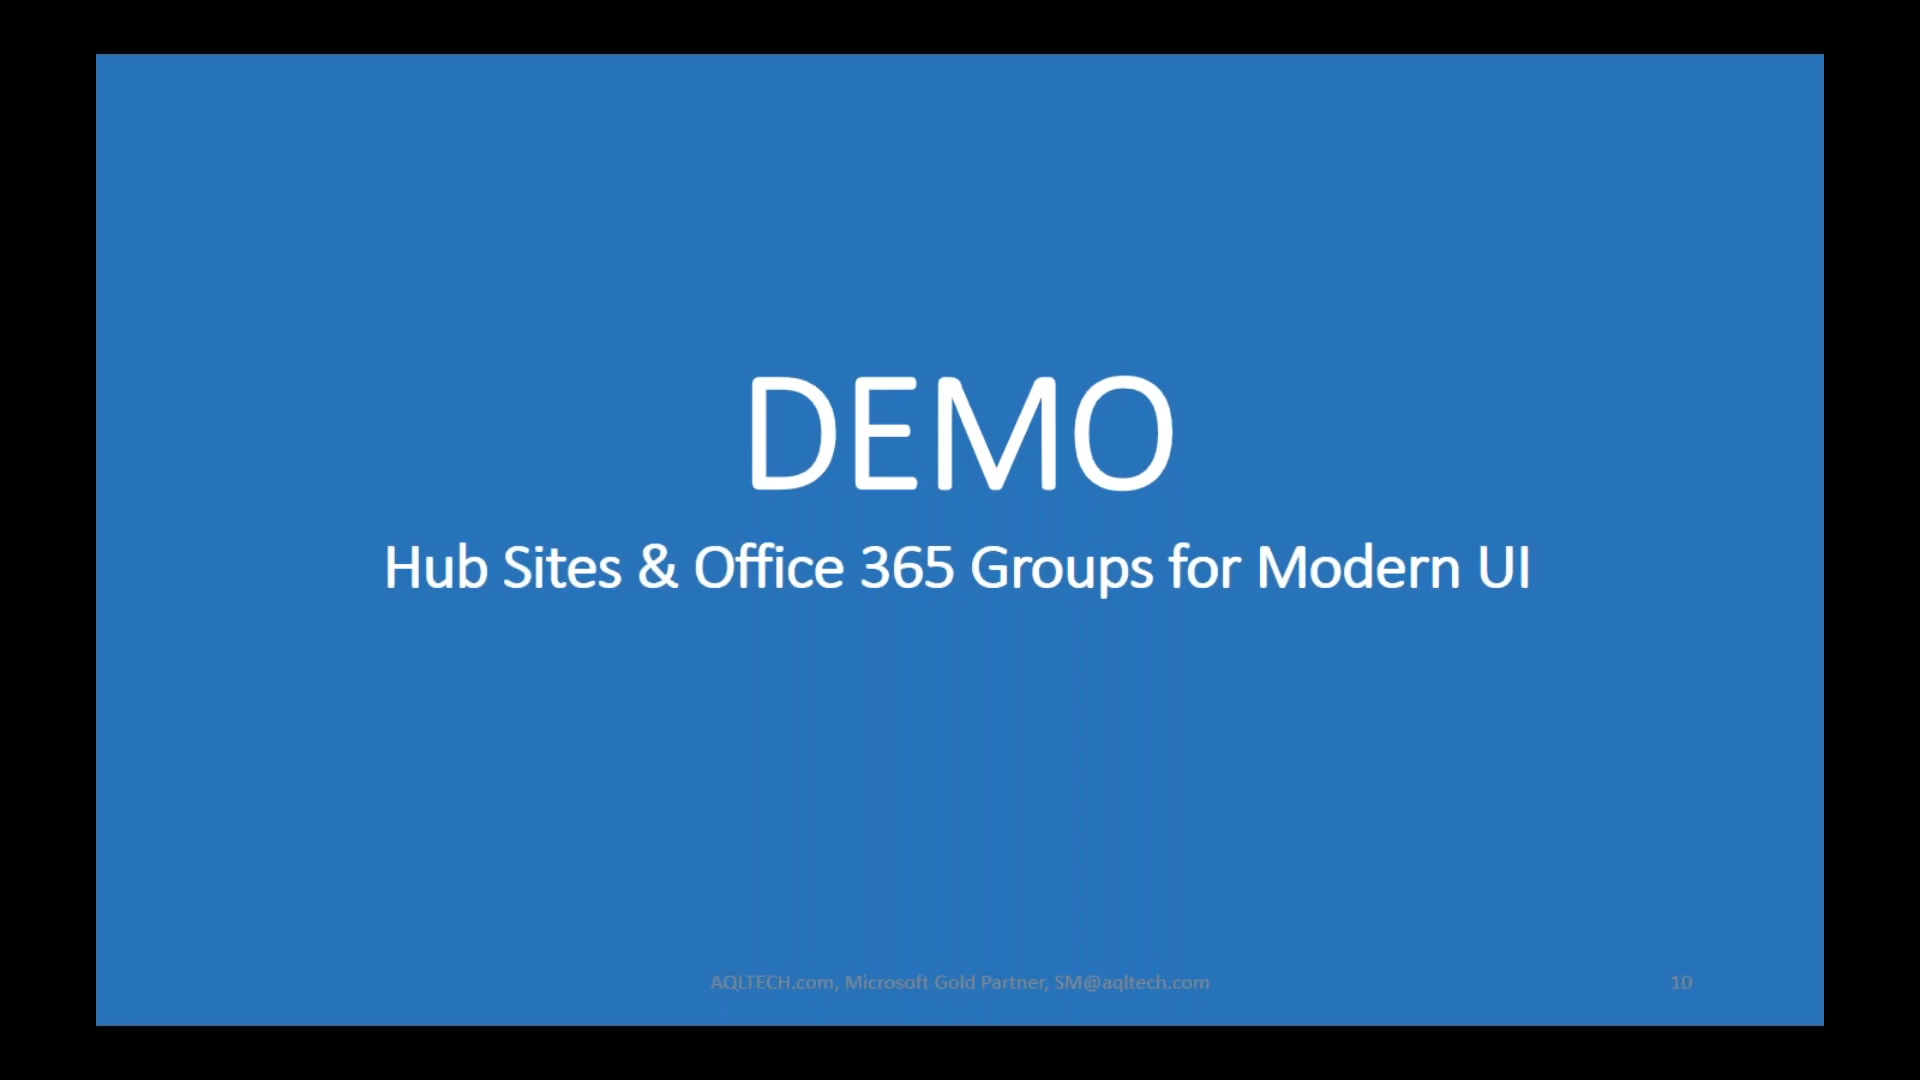 DEMO
Hub Sites & Office 365 Groups for Modern UI
AQLTECH.com, Microsoft Gold Partner, SM@aqltech.com
10